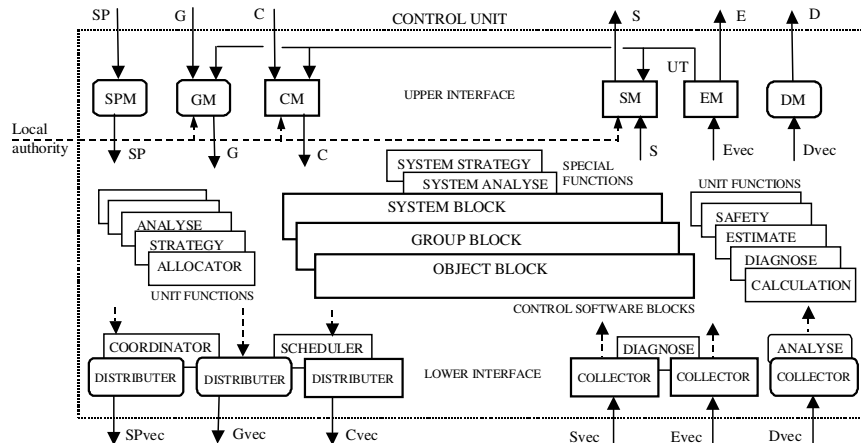 SP G C CONTROL UNIT S E D
UT
SPM GM CM UPPER INTERFACE SM EM DM
Local
authority
SP G C S Evec Dvec
SYSTEM STRATEGY SPECIAL
FUNCTIONS
SYSTEM ANALYSE
UNIT FUNCTIONS
SYSTEM BLOCK
SAFETY
ANALYSE
GROUP BLOCK
ESTIMATE
STRATEGY
DIAGNOSE
ALLOCATOR
OBJECT BLOCK
CALCULATION
UNIT FUNCTIONS
CONTROL SOFTWARE BLOCKS
COORDINATOR SCHEDULER DIAGNOSE ANALYSE
DISTRIBUTER DISTRIBUTER DISTRIBUTER LOWER INTERFACE COLLECTOR COLLECTOR COLLECTOR
SPvec Gvec Cvec Svec Evec Dvec